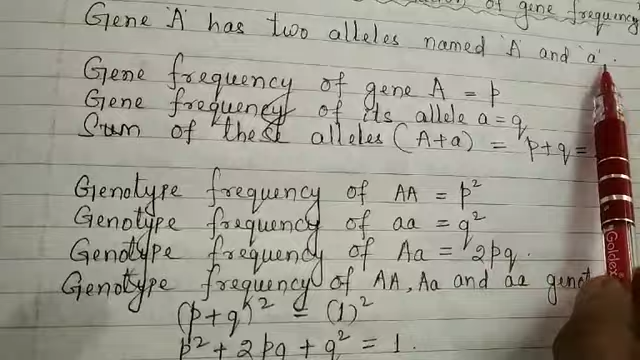 of gene frequency
Gene 'A' has two alleles named 'A' and 'a'.
Gene frequency of gene A = p
Gene frequency of its allele a = q
Sum of these alleles (A+a) = p+q =
Genotype frequency of AA = p²
Genotype frequency of aa = q²
Genotype frequency of Aa = 2pq.
Genotype frequency of AA, Aa and aa
(p+q)² = (1)²
p² + 2pq + q² = 1.
Goldex